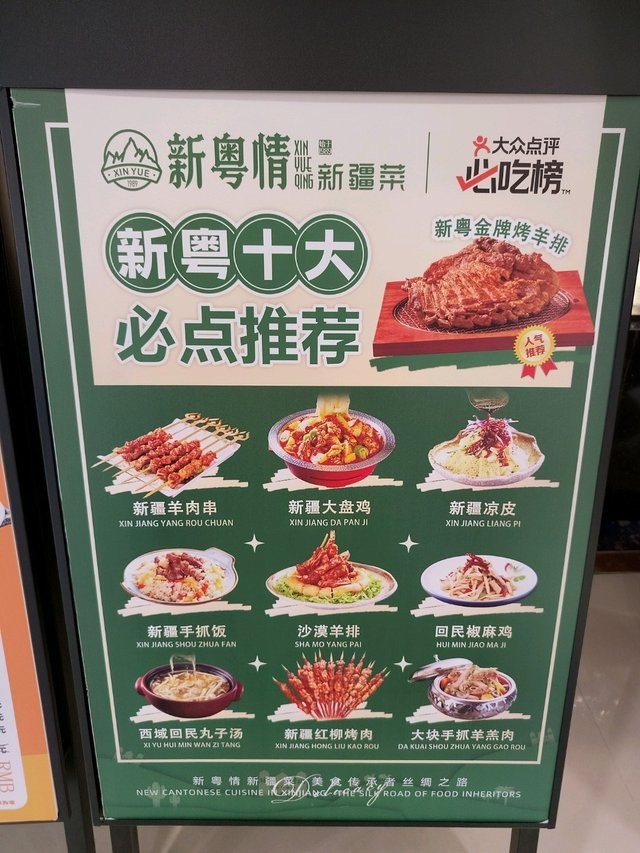 XIN YUE
1989
新粤情
XIN
YUE
QING
新疆菜
大众点评
必吃榜™
新粤十大
必点推荐
新粤金牌烤羊排
人气
推荐
新疆羊肉串
XIN JIANG YANG ROU CHUAN
新疆大盘鸡
XIN JIANG DA PAN JI
新疆凉皮
XIN JIANG LIANG PI
新疆手抓饭
XIN JIANG SHOU ZHUA FAN
沙漠羊排
SHA MO YANG PAI
回民椒麻鸡
HUI MIN JIAO MA JI
西域回民丸子汤
XI YU HUI MIN WAN ZI TANG
新疆红柳烤肉
XIN JIANG HONG LIU KAO ROU
大块手抓羊羔肉
DA KUAI SHOU ZHUA YANG GAO ROU
新粤情新疆菜 美食传承者丝绸之路
NEW CANTONESE CUISINE IN XINJIANG THE SILK ROAD OF FOOD INHERITORS
RMB